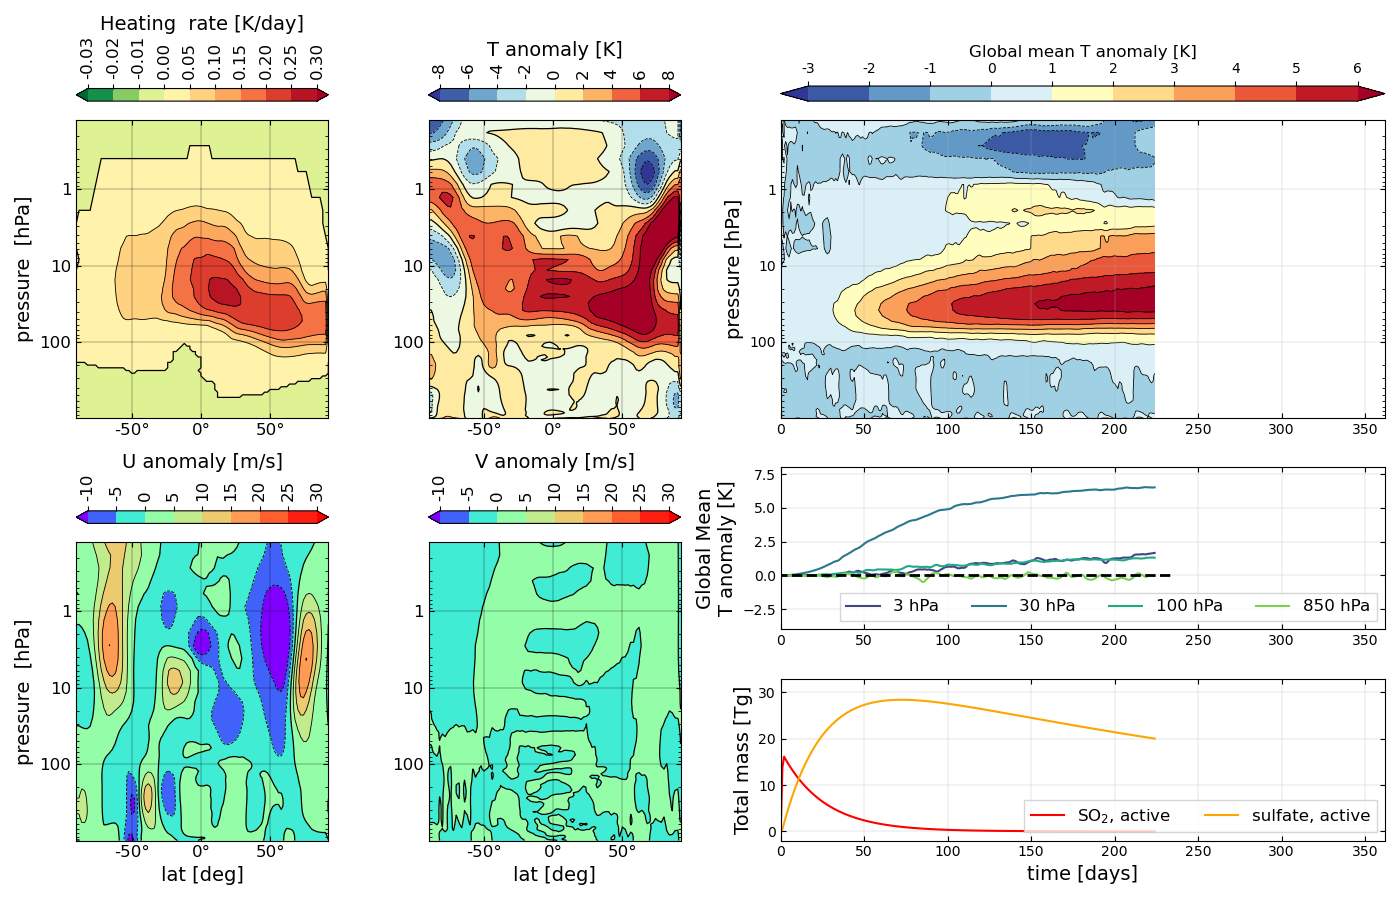 Heating  rate [K/day]
-0.03 -0.02 -0.01 0.00 0.05 0.10 0.15 0.20 0.25 0.30
pressure  [hPa]
1
10
100
-50° 0° 50°
T anomaly [K]
-8 -6 -4 -2 0 2 4 6 8
1
10
100
-50° 0° 50°
Global mean T anomaly [K]
-3 -2 -1 0 1 2 3 4 5 6
pressure  [hPa]
1
10
100
0 50 100 150 200 250 300 350
U anomaly [m/s]
-10 -5 0 5 10 15 20 25 30
pressure  [hPa]
1
10
100
-50° 0° 50°
lat [deg]
V anomaly [m/s]
-10 -5 0 5 10 15 20 25 30
1
10
100
-50° 0° 50°
lat [deg]
Global Mean
T anomaly [K]
7.5
5.0
2.5
0.0
−2.5
3 hPa 30 hPa 100 hPa 850 hPa
Total mass [Tg]
30
20
10
0
SO₂, active sulfate, active
0 50 100 150 200 250 300 350
time [days]